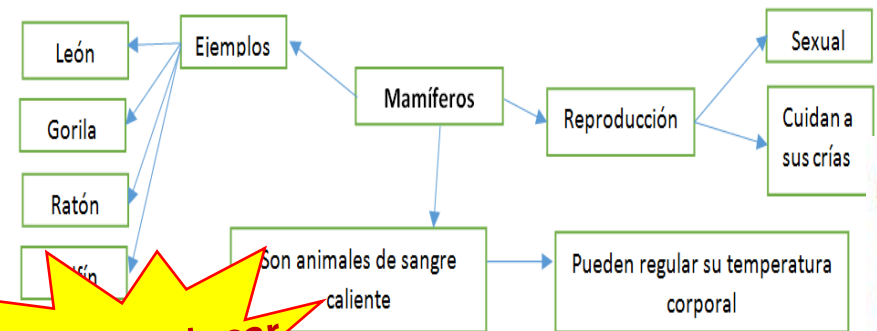 Mamíferos
Ejemplos
León
Gorila
Ratón
Reproducción
Sexual
Cuidan a
sus crías
Son animales de sangre
caliente
Pueden regular su temperatura
corporal